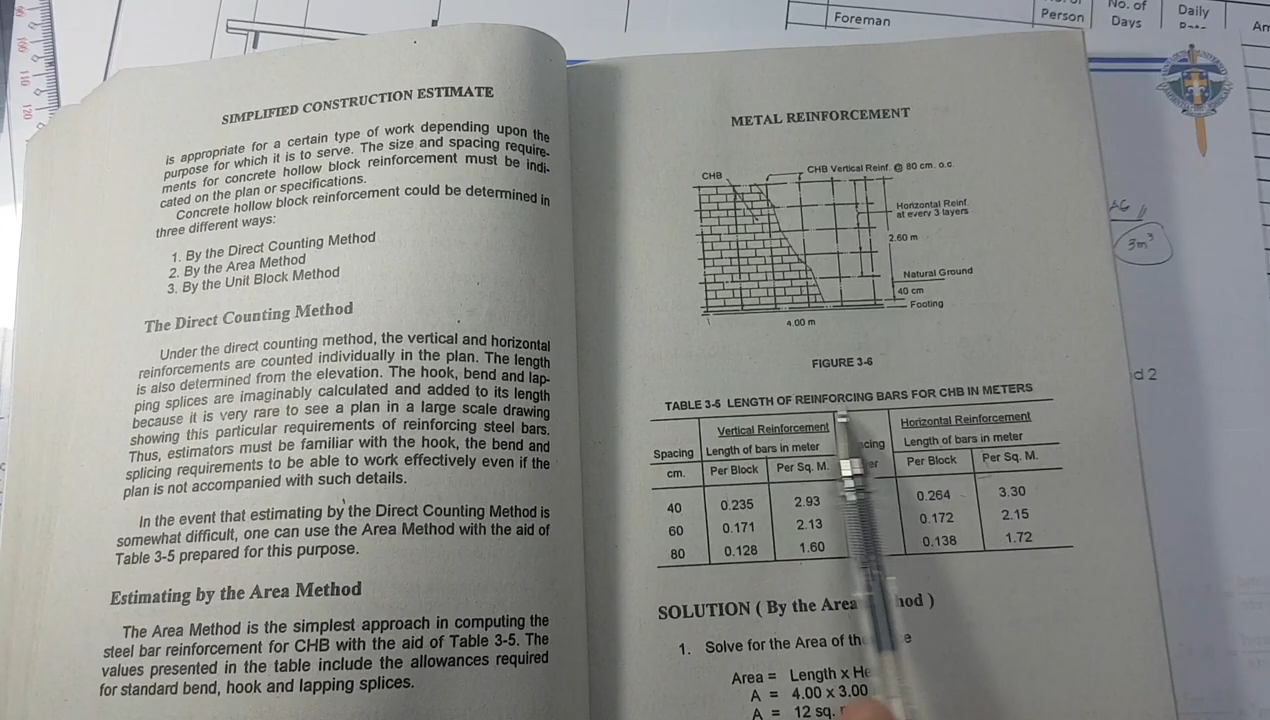 Foreman
Person
No. of
Days
Daily
SIMPLIFIED CONSTRUCTION ESTIMATE
is appropriate for a certain type of work depending upon the
purpose for which it is to serve. The size and spacing require-
ments for concrete hollow block reinforcement must be indi-
cated on the plan or specifications.
Concrete hollow block reinforcement could be determined in
three different ways:
1. By the Direct Counting Method
2. By the Area Method
3. By the Unit Block Method
The Direct Counting Method
Under the direct counting method, the vertical and horizontal
reinforcements are counted individually in the plan. The length
is also determined from the elevation. The hook, bend and lap-
ping splices are imaginably calculated and added to its length
because it is very rare to see a plan in a large scale drawing
showing this particular requirements of reinforcing steel bars.
Thus, estimators must be familiar with the hook, the bend and
splicing requirements to be able to work effectively even if the
plan is not accompanied with such details.
In the event that estimating by the Direct Counting Method is
somewhat difficult, one can use the Area Method with the aid of
Table 3-5 prepared for this purpose.
Estimating by the Area Method
The Area Method is the simplest approach in computing the
steel bar reinforcement for CHB with the aid of Table 3-5. The
values presented in the table include the allowances required
for standard bend, hook and lapping splices.
METAL REINFORCEMENT
CHB
CHB Vertical Reinf. @ 80 cm. o.c.
Horizontal Reinf.
at every 3 layers
2.60 m
Natural Ground
40 cm
Footing
4.00 m
FIGURE 3-6
TABLE 3-5 LENGTH OF REINFORCING BARS FOR CHB IN METERS
Vertical Reinforcement Horizontal Reinforcement
Spacing Length of bars in meter Length of bars in meter
cm. Per Block Per Sq. M. Per Block Per Sq. M.
40 0.235 2.93 0.264 3.30
60 0.171 2.13 0.172 2.15
80 0.128 1.60 0.138 1.72
SOLUTION ( By the Area )
1. Solve for the Area of
Area = Length x
A = 4.00 x 3.00
A = 12 sq.
3m³